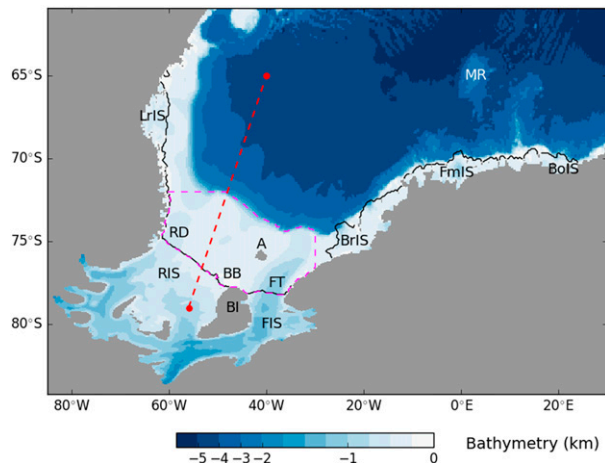 65°S
MR
LrIS
70°S
FmIS
BoIS
RD
A
BrIS
75°S
RIS
BB
FT
BI
FIS
80°S
80°W
60°W
40°W
20°W
0°E
20°E
−5 −4 −3 −2 −1 0
Bathymetry (km)